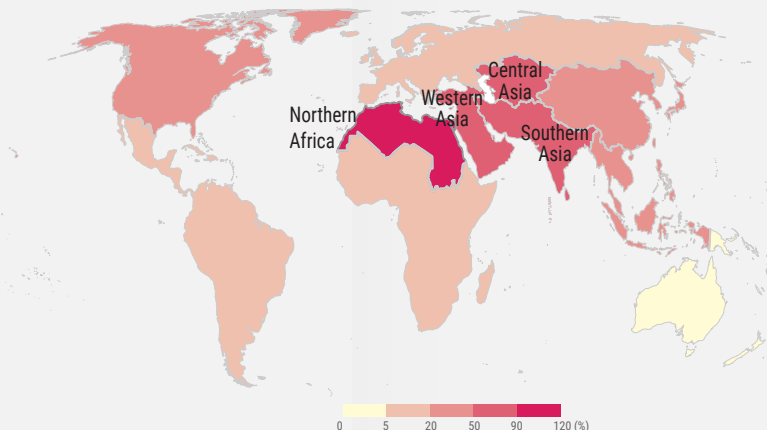 Central
Asia
Western
Asia
Northern
Africa
Southern
Asia
0 5 20 50 90 120 (%)